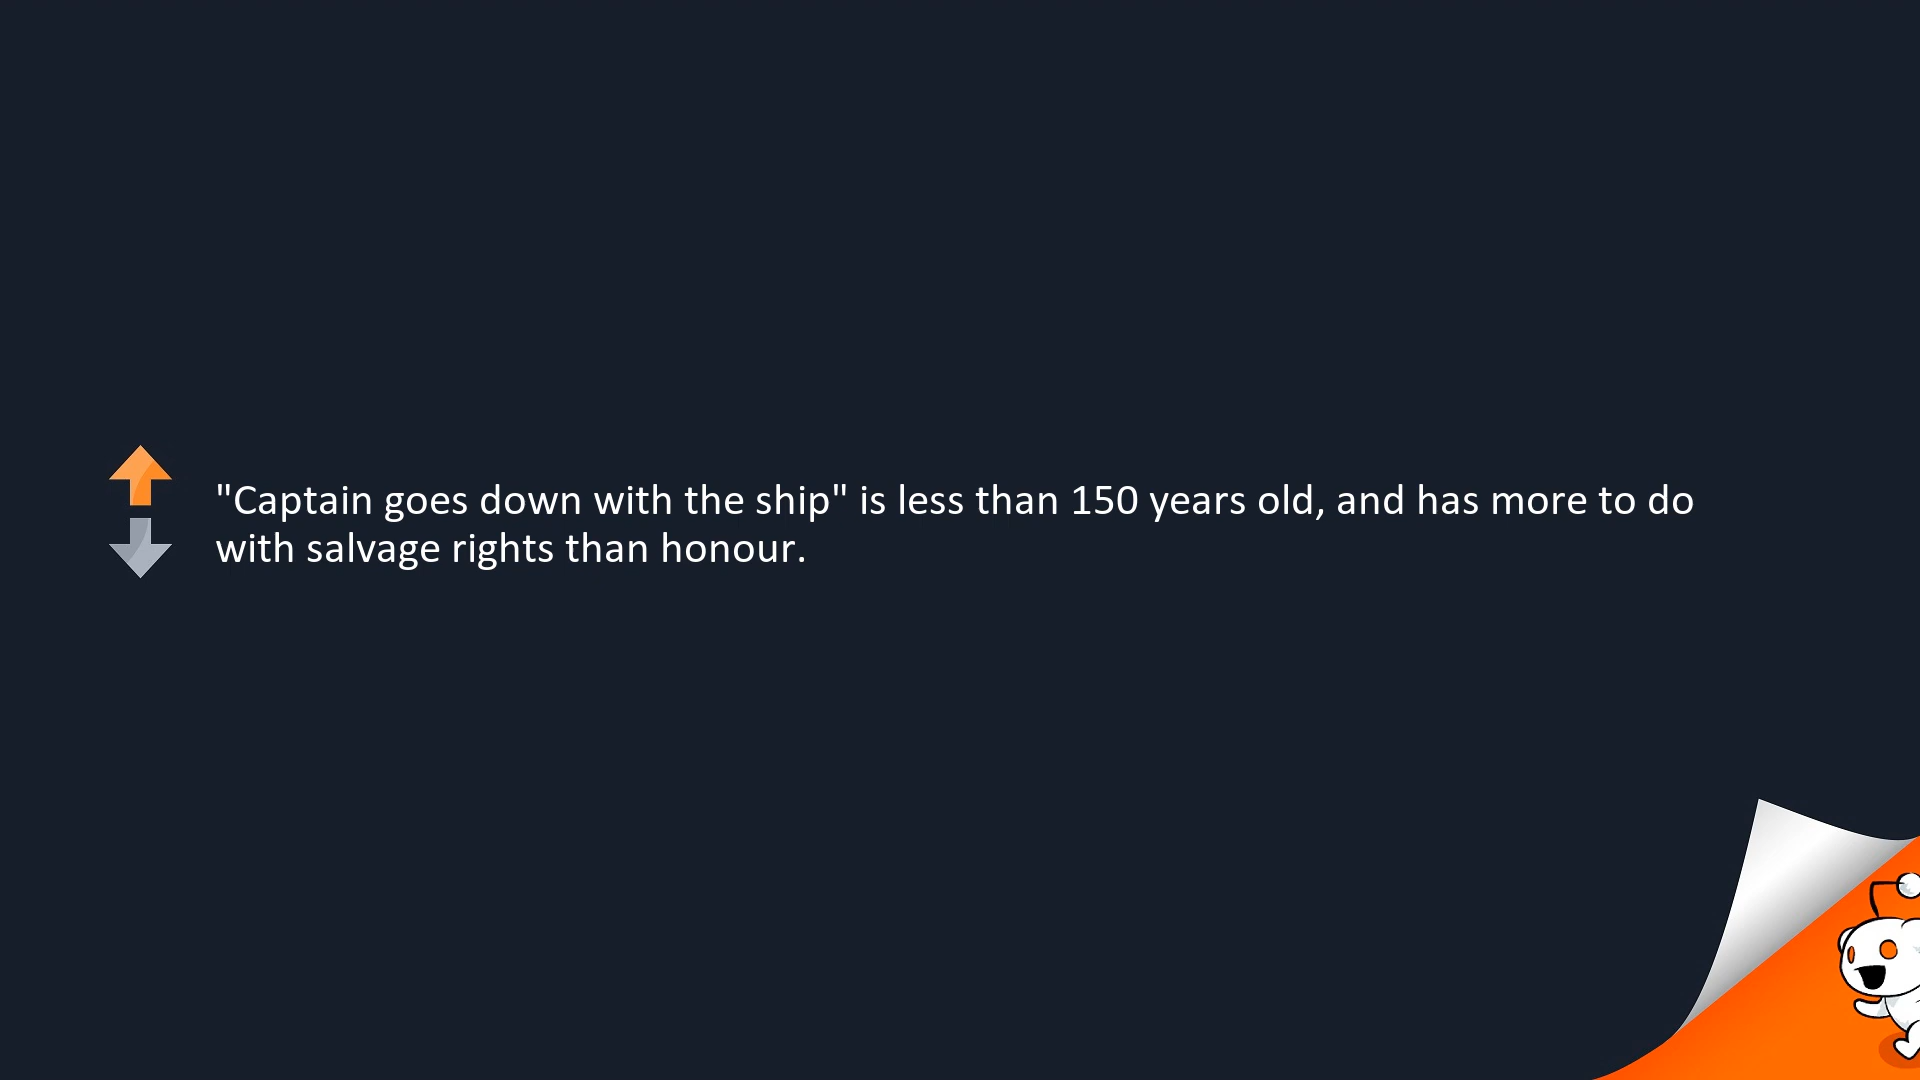 "Captain goes down with the ship" is less than 150 years old, and has more to do
with salvage rights than honour.